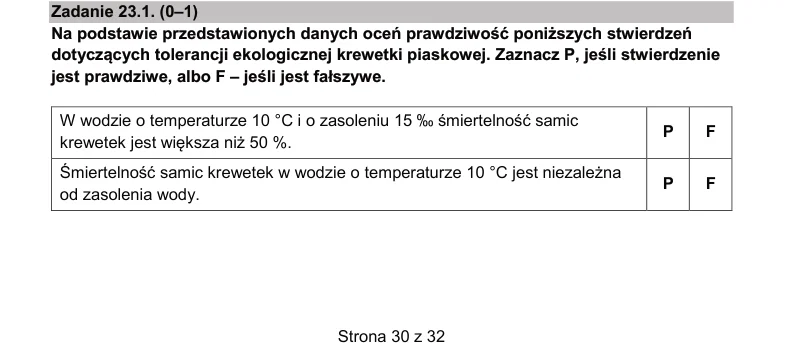 Zadanie 23.1. (0–1)
Na podstawie przedstawionych danych oceń prawdziwość poniższych stwierdzeń
dotyczących tolerancji ekologicznej krewetki piaskowej. Zaznacz P, jeśli stwierdzenie
jest prawdziwe, albo F – jeśli jest fałszywe.
W wodzie o temperaturze 10 °C i o zasoleniu 15 ‰ śmiertelność samic
krewetek jest większa niż 50 %.
P
F
Śmiertelność samic krewetek w wodzie o temperaturze 10 °C jest niezależna
od zasolenia wody.
P
F
Strona 30 z 32